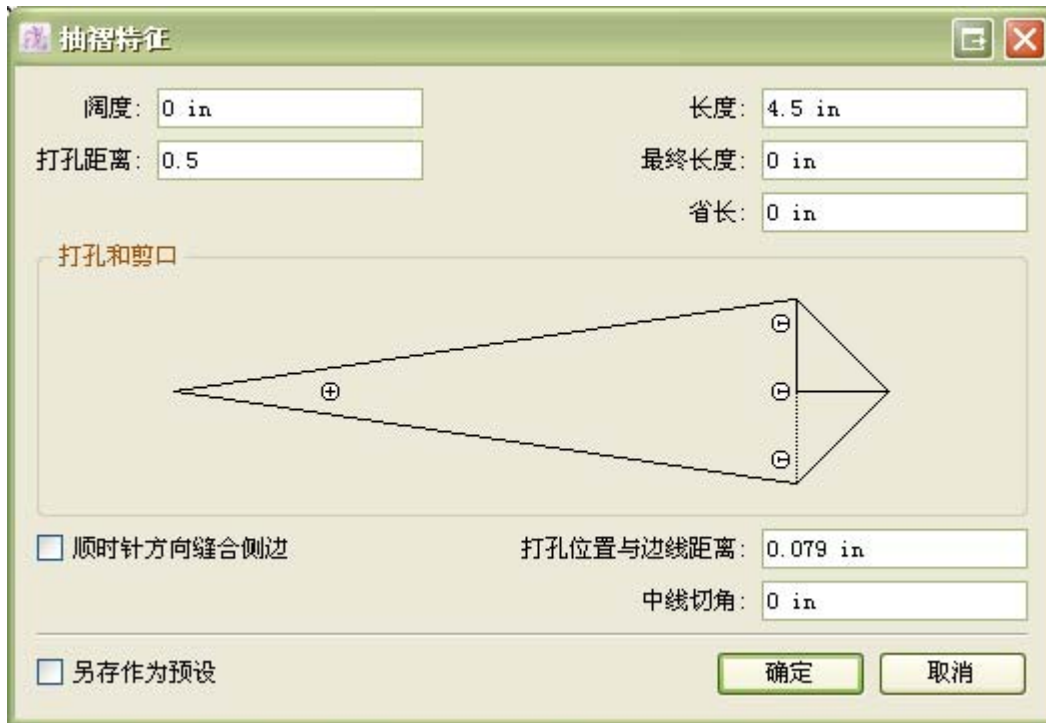 抽褶特征
阔度: 0 in
长度: 4.5 in
打孔距离: 0.5
最终长度: 0 in
省长: 0 in
打孔和剪口
顺时针方向缝合侧边
打孔位置与边线距离: 0.079 in
中线切角: 0 in
另存作为预设
确定
取消